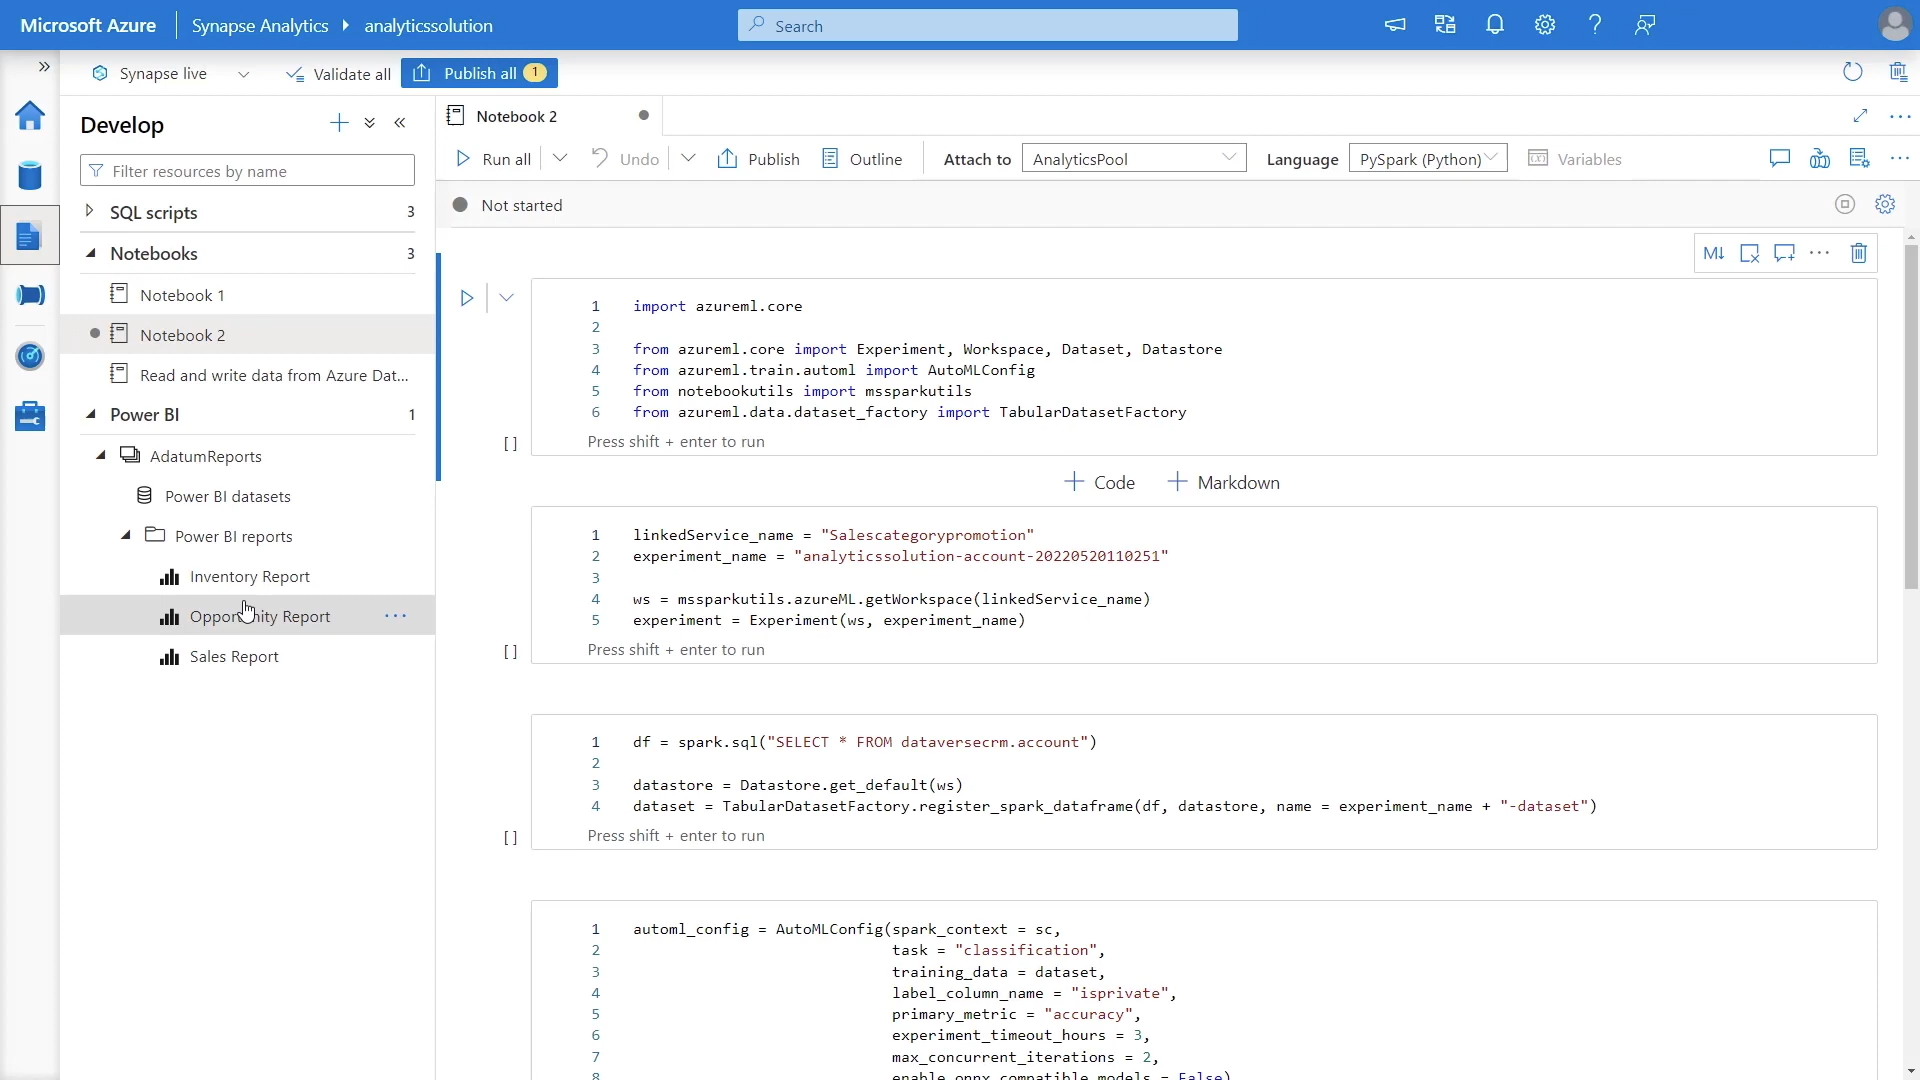 Microsoft Azure Synapse Analytics analyticssolution Search
Synapse live Validate all Publish all 1
Develop
Filter resources by name
SQL scripts 3
Notebooks 3
Notebook 1
Notebook 2
Read and write data from Azure Dat...
Power BI 1
AdatumReports
Power BI datasets
Power BI reports
Inventory Report
Opportunity Report
Sales Report
Notebook 2
Run all Undo Publish Outline Attach to AnalyticsPool Language PySpark (Python) Variables
Not started
M↓
1 import azureml.core
2
3 from azureml.core import Experiment, Workspace, Dataset, Datastore
4 from azureml.train.automl import AutoMLConfig
5 from notebookutils import mssparkutils
6 from azureml.data.dataset_factory import TabularDatasetFactory
[ ] Press shift + enter to run
+ Code + Markdown
1 linkedService_name = "Salescategorypromotion"
2 experiment_name = "analyticssolution-account-20220520110251"
3
4 ws = mssparkutils.azureML.getWorkspace(linkedService_name)
5 experiment = Experiment(ws, experiment_name)
[ ] Press shift + enter to run
1 df = spark.sql("SELECT * FROM dataversecrm.account")
2
3 datastore = Datastore.get_default(ws)
4 dataset = TabularDatasetFactory.register_spark_dataframe(df, datastore, name = experiment_name + "-dataset")
[ ] Press shift + enter to run
1 automl_config = AutoMLConfig(spark_context = sc,
2 task = "classification",
3 training_data = dataset,
4 label_column_name = "isprivate",
5 primary_metric = "accuracy",
6 experiment_timeout_hours = 3,
7 max_concurrent_iterations = 2,
8 enable_onnx_compatible_models = False)